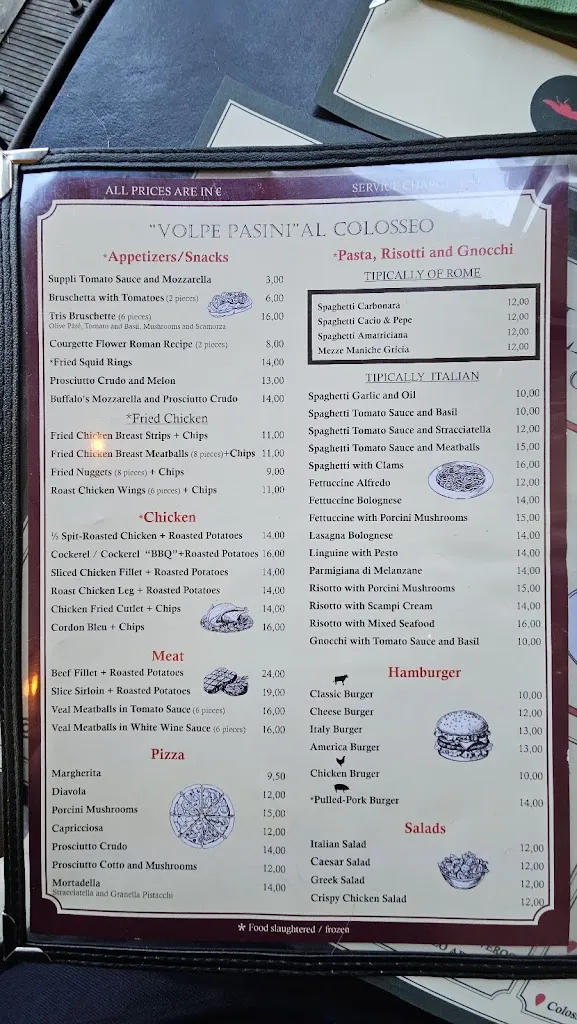 ALL PRICES ARE IN €
SERVICE CHARGE
"VOLPE PASINI" AL COLOSSEO
*Appetizers/Snacks
Suppli Tomato Sauce and Mozzarella 3,00
Bruschetta with Tomatoes (2 pieces) 6,00
Tris Bruschette (6 pieces) 16,00
Olive Pâté, Tomato and Basil, Mushrooms and Scamorza
Courgette Flower Roman Recipe (2 pieces) 8,00
*Fried Squid Rings 14,00
Prosciutto Crudo and Melon 13,00
Buffalo's Mozzarella and Prosciutto Crudo 14,00
*Fried Chicken
Fried Chicken Breast Strips + Chips 11,00
Fried Chicken Breast Meatballs (8 pieces)+Chips 11,00
Fried Nuggets (8 pieces) + Chips 9,00
Roast Chicken Wings (6 pieces) + Chips 11,00
*Chicken
½ Spit-Roasted Chicken + Roasted Potatoes 14,00
Cockerel / Cockerel "BBQ"+Roasted Potatoes 16,00
Sliced Chicken Fillet + Roasted Potatoes 14,00
Roast Chicken Leg + Roasted Potatoes 14,00
Chicken Fried Cutlet + Chips 14,00
Cordon Bleu + Chips 16,00
Meat
Beef Fillet + Roasted Potatoes 24,00
Slice Sirloin + Roasted Potatoes 19,00
Veal Meatballs in Tomato Sauce (6 pieces) 16,00
Veal Meatballs in White Wine Sauce (6 pieces) 16,00
Pizza
Margherita 9,50
Diavola 12,00
Porcini Mushrooms 15,00
Capricciosa 12,00
Prosciutto Crudo 14,00
Prosciutto Cotto and Mushrooms 12,00
Mortadella 14,00
Stracciatella and Granella Pistacchi
*Pasta, Risotti and Gnocchi
TIPICALLY OF ROME
Spaghetti Carbonara 12,00
Spaghetti Cacio & Pepe 12,00
Spaghetti Amatriciana 12,00
Mezze Maniche Gricia 12,00
TIPICALLY ITALIAN
Spaghetti Garlic and Oil 10,00
Spaghetti Tomato Sauce and Basil 10,00
Spaghetti Tomato Sauce and Stracciatella 12,00
Spaghetti Tomato Sauce and Meatballs 15,00
Spaghetti with Clams 16,00
Fettuccine Alfredo 12,00
Fettuccine Bolognese 14,00
Fettuccine with Porcini Mushrooms 15,00
Lasagna Bolognese 14,00
Linguine with Pesto 14,00
Parmigiana di Melanzane 14,00
Risotto with Porcini Mushrooms 15,00
Risotto with Scampi Cream 14,00
Risotto with Mixed Seafood 16,00
Gnocchi with Tomato Sauce and Basil 10,00
Hamburger
Classic Burger 10,00
Cheese Burger 12,00
Italy Burger 13,00
America Burger 13,00
Chicken Bruger 10,00
*Pulled-Pork Burger 14,00
Salads
Italian Salad 12,00
Caesar Salad 12,00
Greek Salad 12,00
Crispy Chicken Salad 12,00
* Food slaughtered / frozen
Colos